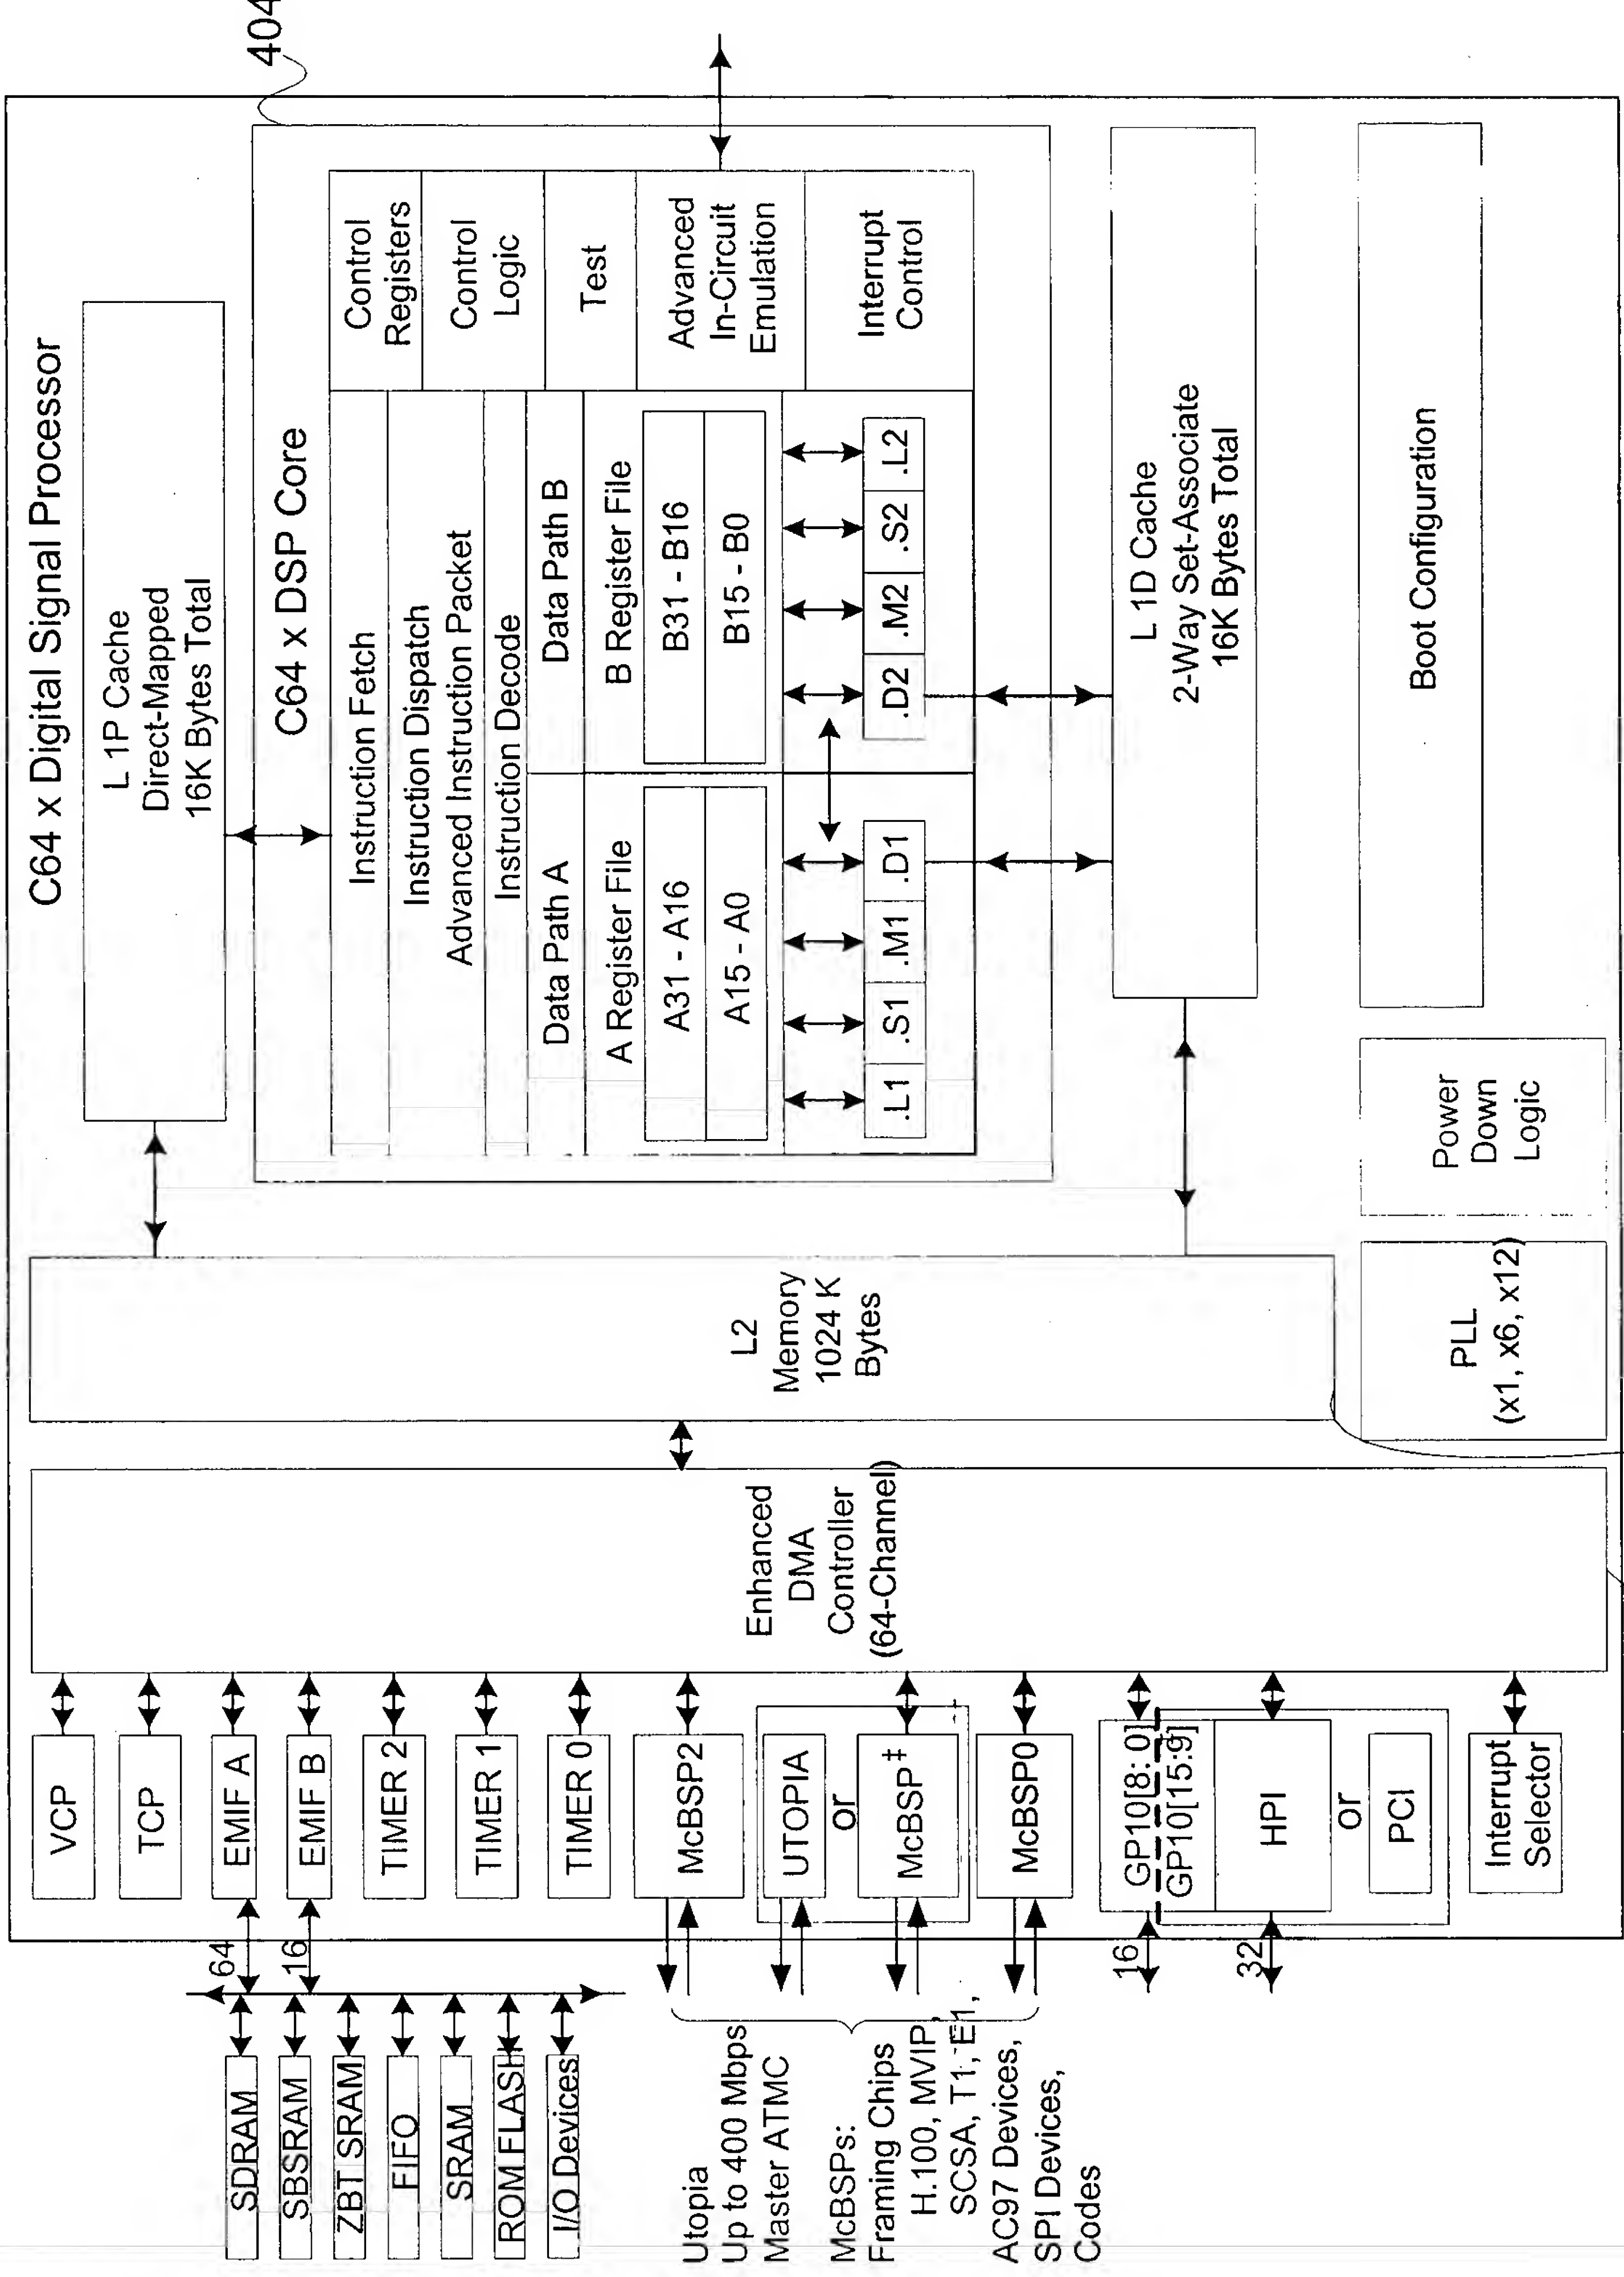 C64 x Digital Signal Processor
404
VCP
TCP
64
EMIF A
16
EMIF B
TIMER 2
TIMER 1
TIMER 0
McBSP2
UTOPIA
or
McBSP‡
McBSP0
16
GP10[8: 0]
GP10[15:9]
32
HPI
or
PCI
Interrupt
Selector
SDRAM
SBSRAM
ZBT SRAM
FIFO
SRAM
ROM FLASH
I/O Devices
Utopia
Up to 400 Mbps
Master ATMC
McBSPs:
Framing Chips
H.100, MVIP,
SCSA, T1, E1,
AC97 Devices,
SPI Devices,
Codes
Enhanced
DMA
Controller
(64-Channel)
L2
Memory
1024 K
Bytes
L 1P Cache
Direct-Mapped
16K Bytes Total
C64 x DSP Core
Instruction Fetch
Instruction Dispatch
Advanced Instruction Packet
Instruction Decode
Data Path A
Data Path B
A Register File
B Register File
A31 - A16
B31 - B16
A15 - A0
B15 - B0
.L1
.S1
.M1
.D1
.D2
.M2
.S2
.L2
Control
Registers
Control
Logic
Test
Advanced
In-Circuit
Emulation
Interrupt
Control
L 1D Cache
2-Way Set-Associate
16K Bytes Total
PLL
(x1, x6, x12)
Power
Down
Logic
Boot Configuration